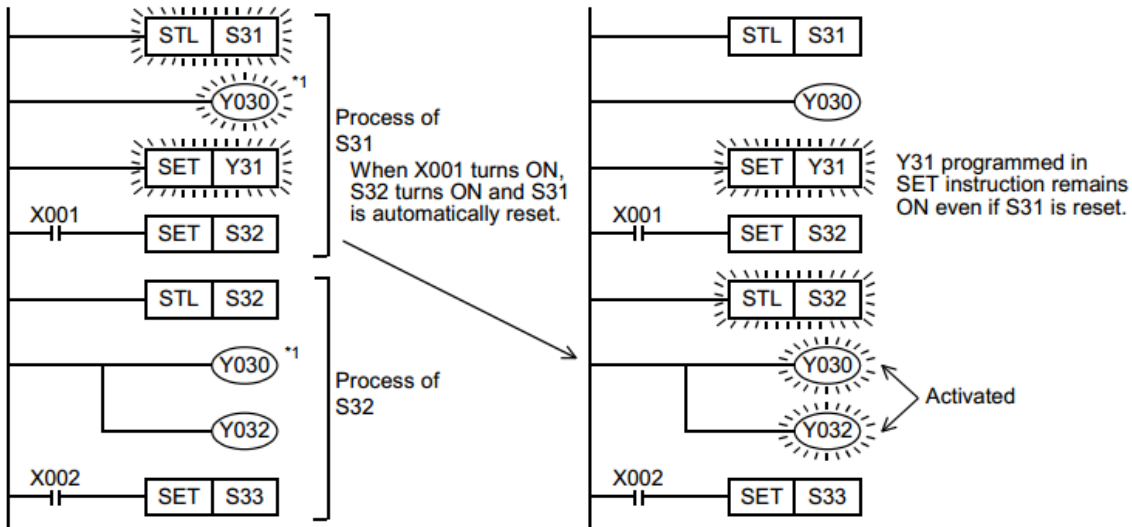 STL S31
Y030 *1
SET Y31
X001
SET S32
Process of
S31
When X001 turns ON,
S32 turns ON and S31
is automatically reset.
STL S32
Y030 *1
Y032
X002
SET S33
Process of
S32
STL S31
Y030
SET Y31
Y31 programmed in
SET instruction remains
ON even if S31 is reset.
X001
SET S32
STL S32
Y030
Y032
Activated
X002
SET S33